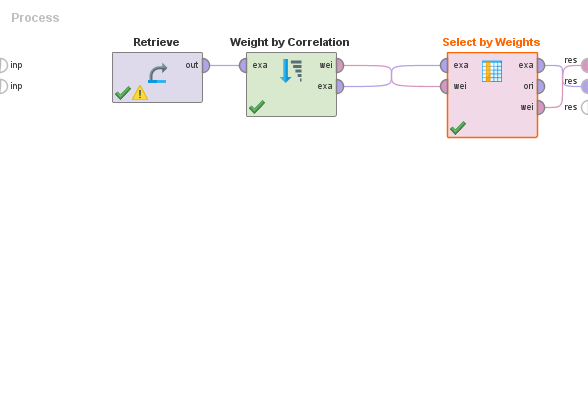 Process
Retrieve
Weight by Correlation
Select by Weights
inp
inp
out
exa
wei
exa
exa
wei
exa
ori
wei
res
res
res